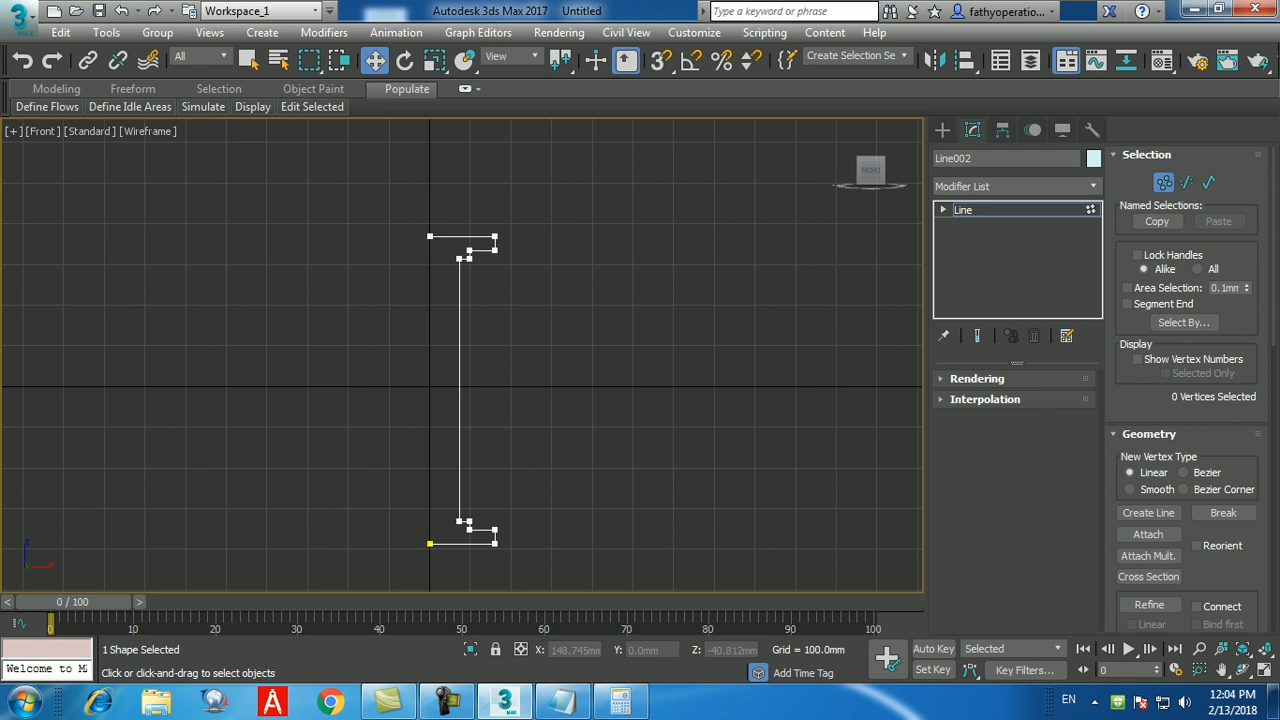 Workspace_1
Autodesk 3ds Max 2017 Untitled
Type a keyword or phrase
fathyoperation...
3
MAX
Edit Tools Group Views Create Modifiers Animation Graph Editors Rendering Civil View Customize Scripting Content Help
All
View
Create Selection Se
Modeling Freeform Selection Object Paint Populate
Define Flows Define Idle Areas Simulate Display Edit Selected
[+] [Front] [Standard] [Wireframe]
FRONT
Line002
Modifier List
Line
Rendering
Interpolation
Selection
Named Selections:
Copy Paste
Lock Handles
Alike All
Area Selection: 0.1mm
Segment End
Select By...
Display
Show Vertex Numbers
Selected Only
0 Vertices Selected
Geometry
New Vertex Type
Linear Bezier
Smooth Bezier Corner
Create Line Break
Attach
Reorient
Attach Mult.
Cross Section
Refine Connect
Linear Bind first
z
x
y
< 0 / 100 >
0 10 20 30 40 50 60 70 80 90 100
1 Shape Selected
X: 148.745mm Y: 0.0mm Z: -40.812mm Grid = 100.0mm
Auto Key Selected
Welcome to M
Click or click-and-drag to select objects
Add Time Tag
Set Key Key Filters...
0
EN
12:04 PM
2/13/2018